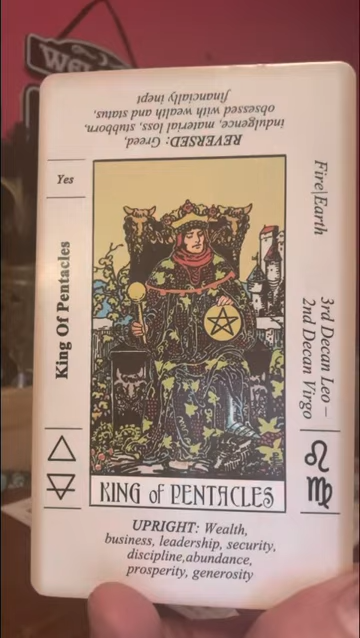 WEL
REVERSED: Greed,
indulgence, material loss, stubborn,
obsessed with wealth and status,
financially inept
Yes
King Of Pentacles
Fire|Earth
3rd Decan Leo –
2nd Decan Virgo
♌
♍
KING of PENTACLES
UPRIGHT: Wealth,
business, leadership, security,
discipline,abundance,
prosperity, generosity